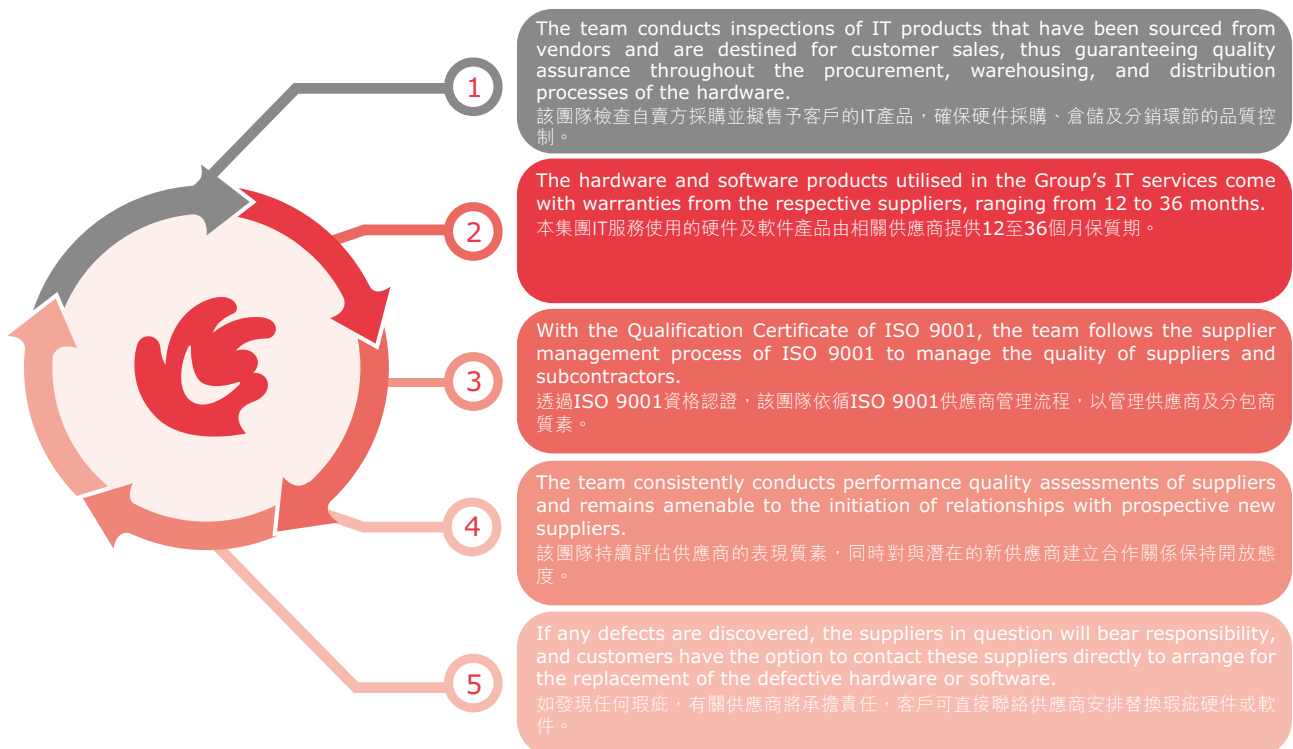 1
The team conducts inspections of IT products that have been sourced from
vendors and are destined for customer sales, thus guaranteeing quality
assurance throughout the procurement, warehousing, and distribution
processes of the hardware.
該團隊檢查自賣方採購並擬售予客戶的IT產品，確保硬件採購、倉儲及分銷環節的品質控
制。
2
The hardware and software products utilised in the Group’s IT services come
with warranties from the respective suppliers, ranging from 12 to 36 months.
本集團IT服務使用的硬件及軟件產品由相關供應商提供12至36個月保質期。
3
With the Qualification Certificate of ISO 9001, the team follows the supplier
management process of ISO 9001 to manage the quality of suppliers and
subcontractors.
透過ISO 9001資格認證，該團隊依循ISO 9001供應商管理流程，以管理供應商及分包商
質素。
4
The team consistently conducts performance quality assessments of suppliers
and remains amenable to the initiation of relationships with prospective new
suppliers.
該團隊持續評估供應商的表現質素，同時對與潛在的新供應商建立合作關係保持開放態
度。
5
If any defects are discovered, the suppliers in question will bear responsibility,
and customers have the option to contact these suppliers directly to arrange for
the replacement of the defective hardware or software.
如發現任何瑕疵，有關供應商將承擔責任，客戶可直接聯絡供應商安排替換瑕疵硬件或軟
件。